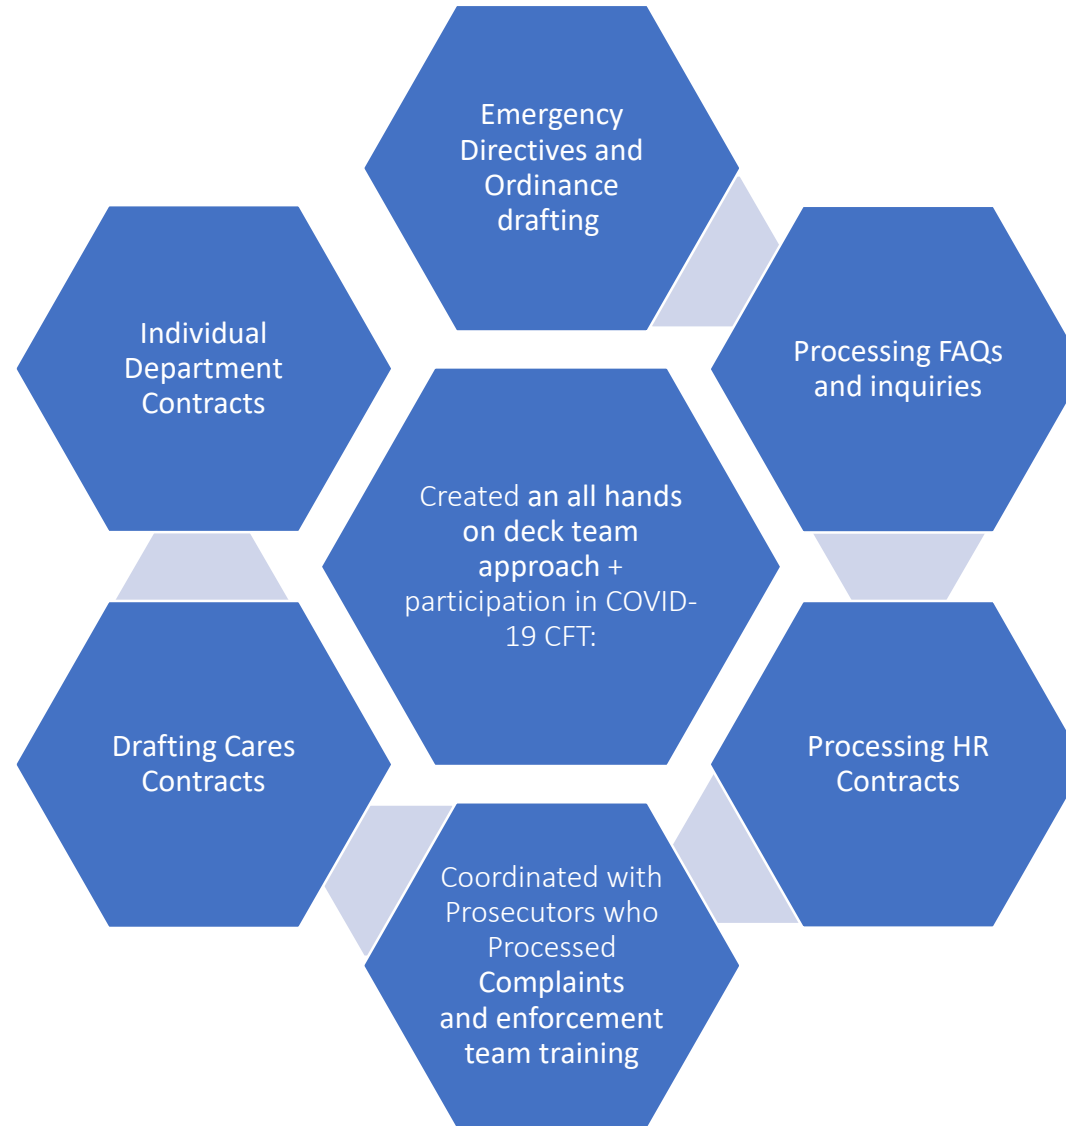 Emergency
Directives and
Ordinance
drafting
Processing FAQs
and inquiries
Processing HR
Contracts
Coordinated with
Prosecutors who
Processed
Complaints
and enforcement
team training
Drafting Cares
Contracts
Individual
Department
Contracts
Created an all hands
on deck team
approach +
participation in COVID-
19 CFT: